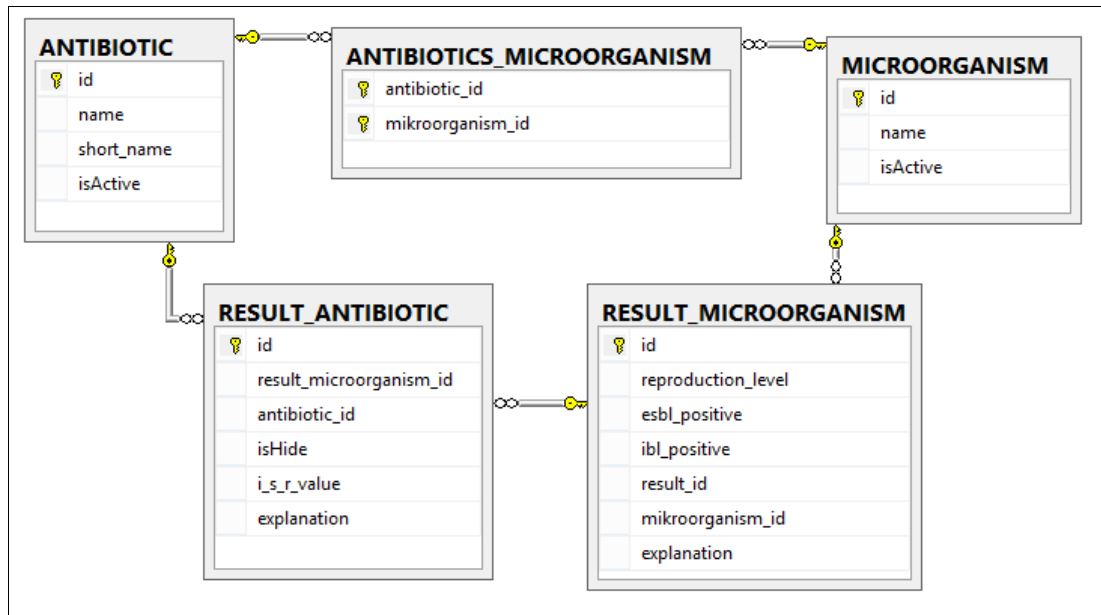 ANTIBIOTIC
id
name
short_name
isActive
ANTIBIOTICS_MICROORGANISM
antibiotic_id
mikroorganism_id
MICROORGANISM
id
name
isActive
RESULT_ANTIBIOTIC
id
result_microorganism_id
antibiotic_id
isHide
i_s_r_value
explanation
RESULT_MICROORGANISM
id
reproduction_level
esbl_positive
ibl_positive
result_id
mikroorganism_id
explanation